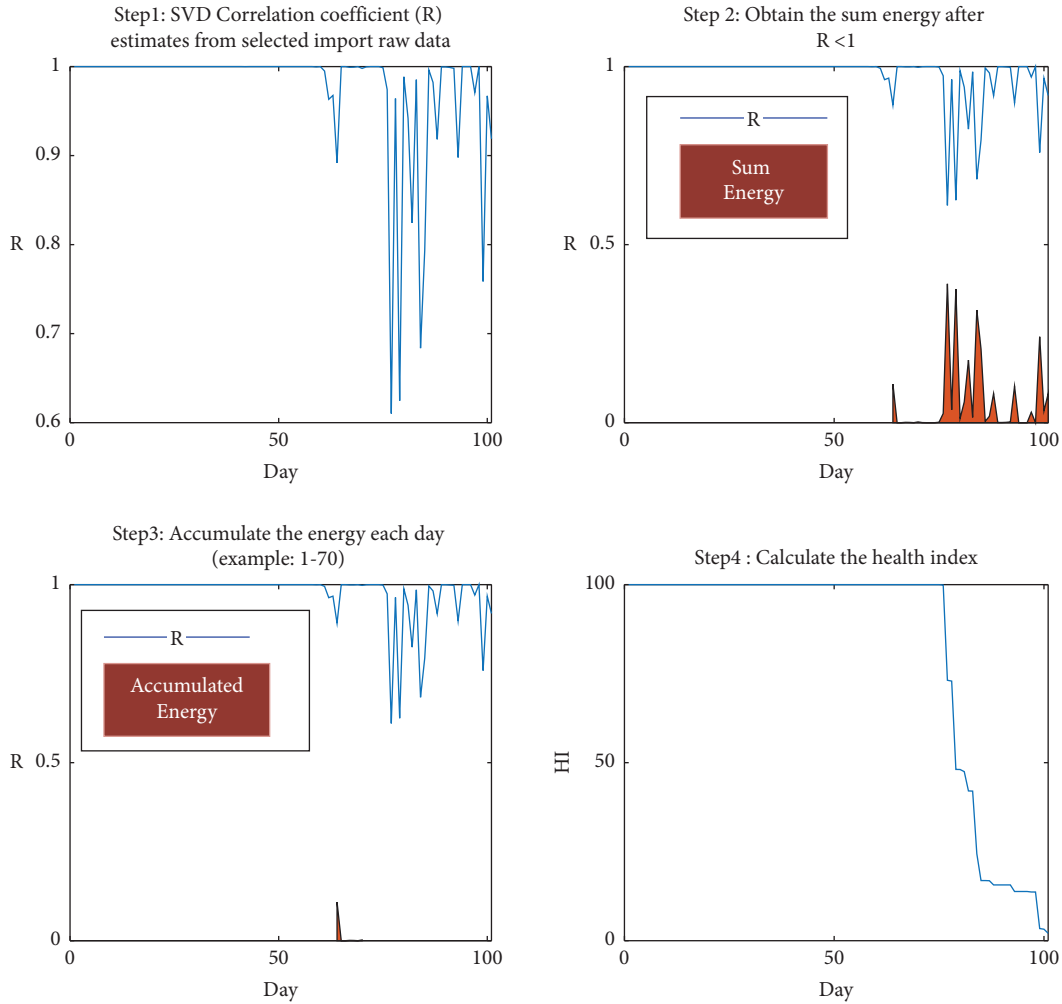 Step1: SVD Correlation coefficient (R)
estimates from selected import raw data
1
0.9
0.8
R
0.7
0.6
0
50
100
Day
Step 2: Obtain the sum energy after
R <1
1
R
Sum
Energy
0.5
R
0
0
50
100
Day
Step3: Accumulate the energy each day
(example: 1-70)
1
R
Accumulated
Energy
0.5
R
0
0
50
100
Day
Step4 : Calculate the health index
100
50
HI
0
0
50
100
Day